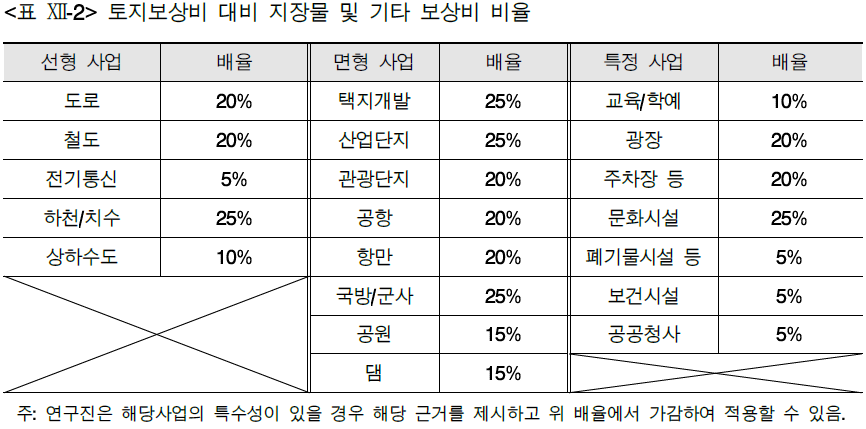 <표 Ⅻ-2> 토지보상비 대비 지장물 및 기타 보상비 비율
선형 사업 배율 면형 사업 배율 특정 사업 배율
도로 20% 택지개발 25% 교육/학예 10%
철도 20% 산업단지 25% 광장 20%
전기통신 5% 관광단지 20% 주차장 등 20%
하천/치수 25% 공항 20% 문화시설 25%
상하수도 10% 항만 20% 폐기물시설 등 5%
국방/군사 25% 보건시설 5%
공원 15% 공공청사 5%
댐 15%
주: 연구진은 해당사업의 특수성이 있을 경우 해당 근거를 제시하고 위 배율에서 가감하여 적용할 수 있음.